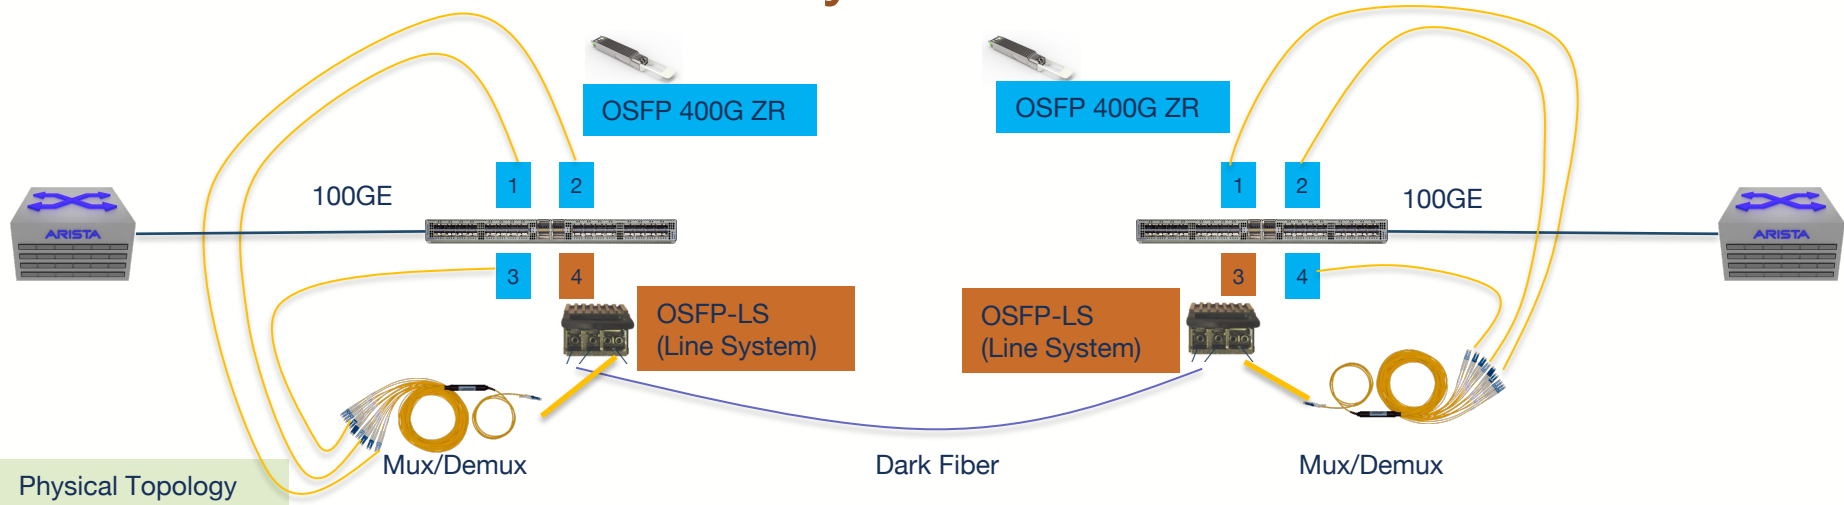 OSFP 400G ZR
OSFP 400G ZR
1
2
1
2
100GE
100GE
ARISTA
ARISTA
3
4
3
4
OSFP-LS
(Line System)
OSFP-LS
(Line System)
Mux/Demux
Dark Fiber
Mux/Demux
Physical Topology